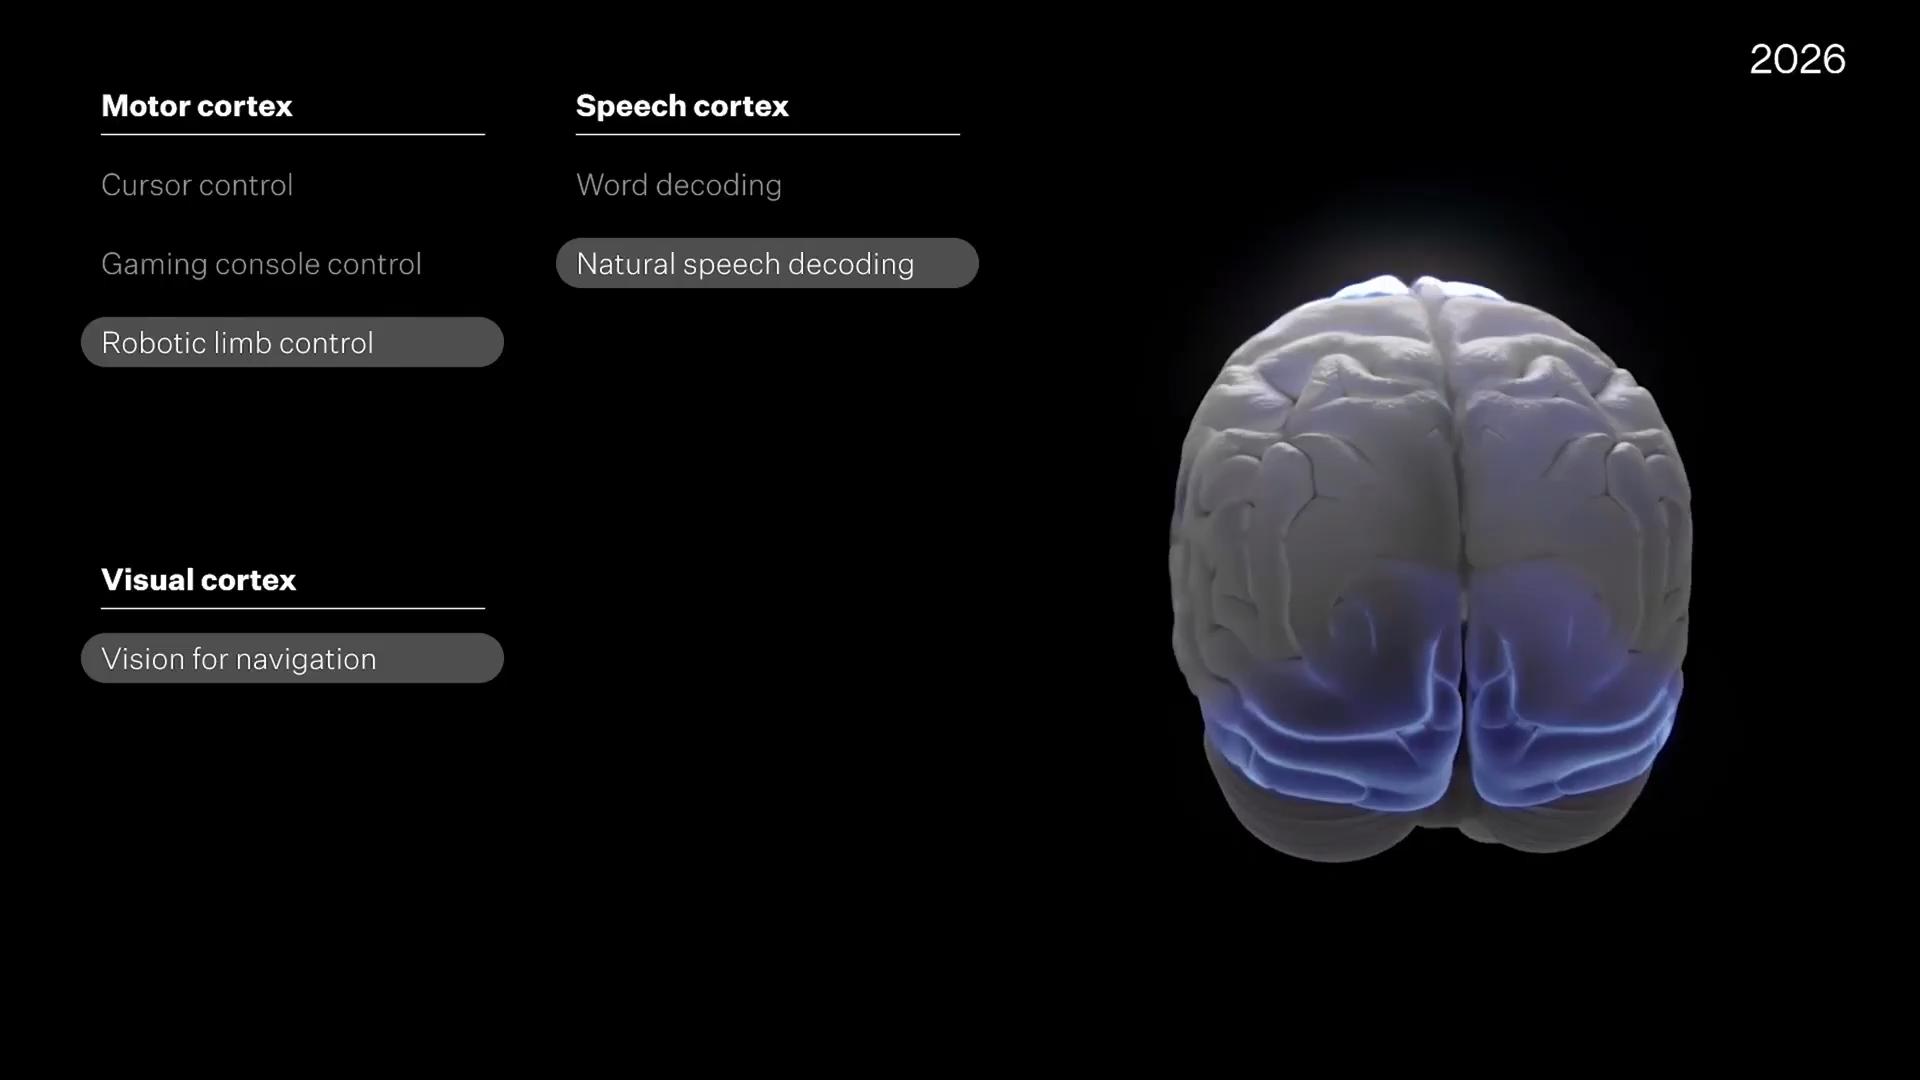 2026
Motor cortex
Cursor control
Gaming console control
Robotic limb control
Speech cortex
Word decoding
Natural speech decoding
Visual cortex
Vision for navigation